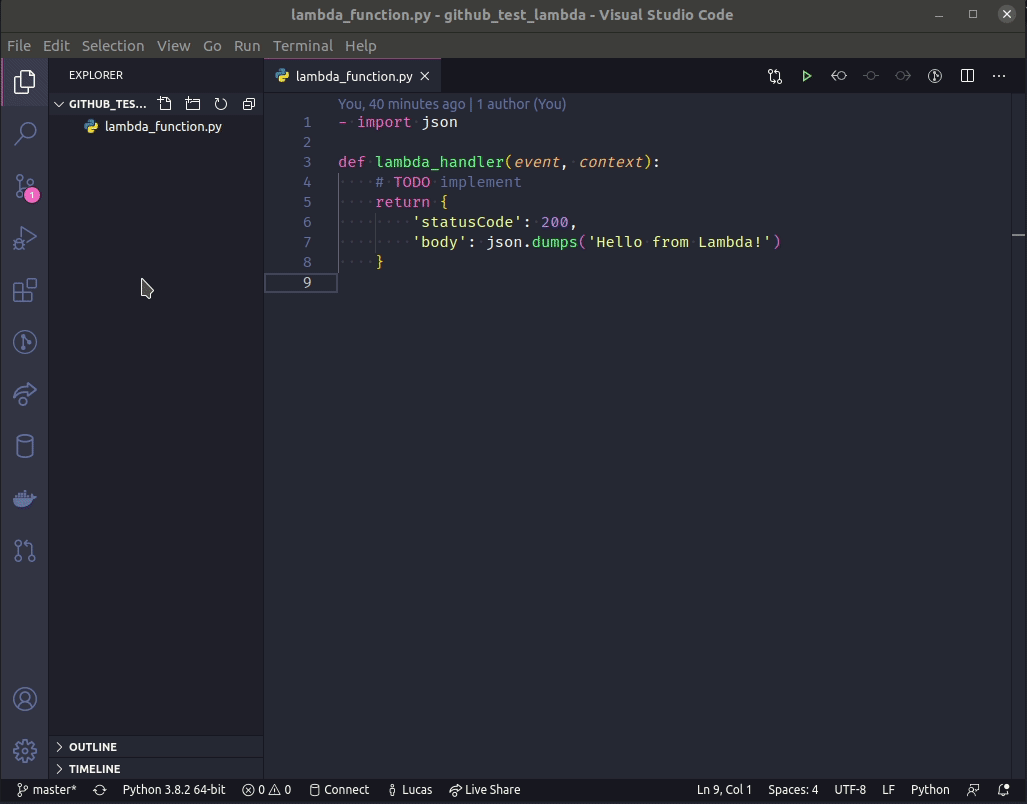 lambda_function.py - github_test_lambda - Visual Studio Code
File Edit Selection View Go Run Terminal Help
EXPLORER
lambda_function.py
GITHUB_TES...
lambda_function.py
1
You, 40 minutes ago | 1 author (You)
1 - import json
2
3 def lambda_handler(event, context):
4 # TODO implement
5 return {
6 'statusCode': 200,
7 'body': json.dumps('Hello from Lambda!')
8 }
9
OUTLINE
TIMELINE
master* Python 3.8.2 64-bit 0 0 Connect Lucas Live Share Ln 9, Col 1 Spaces: 4 UTF-8 LF Python